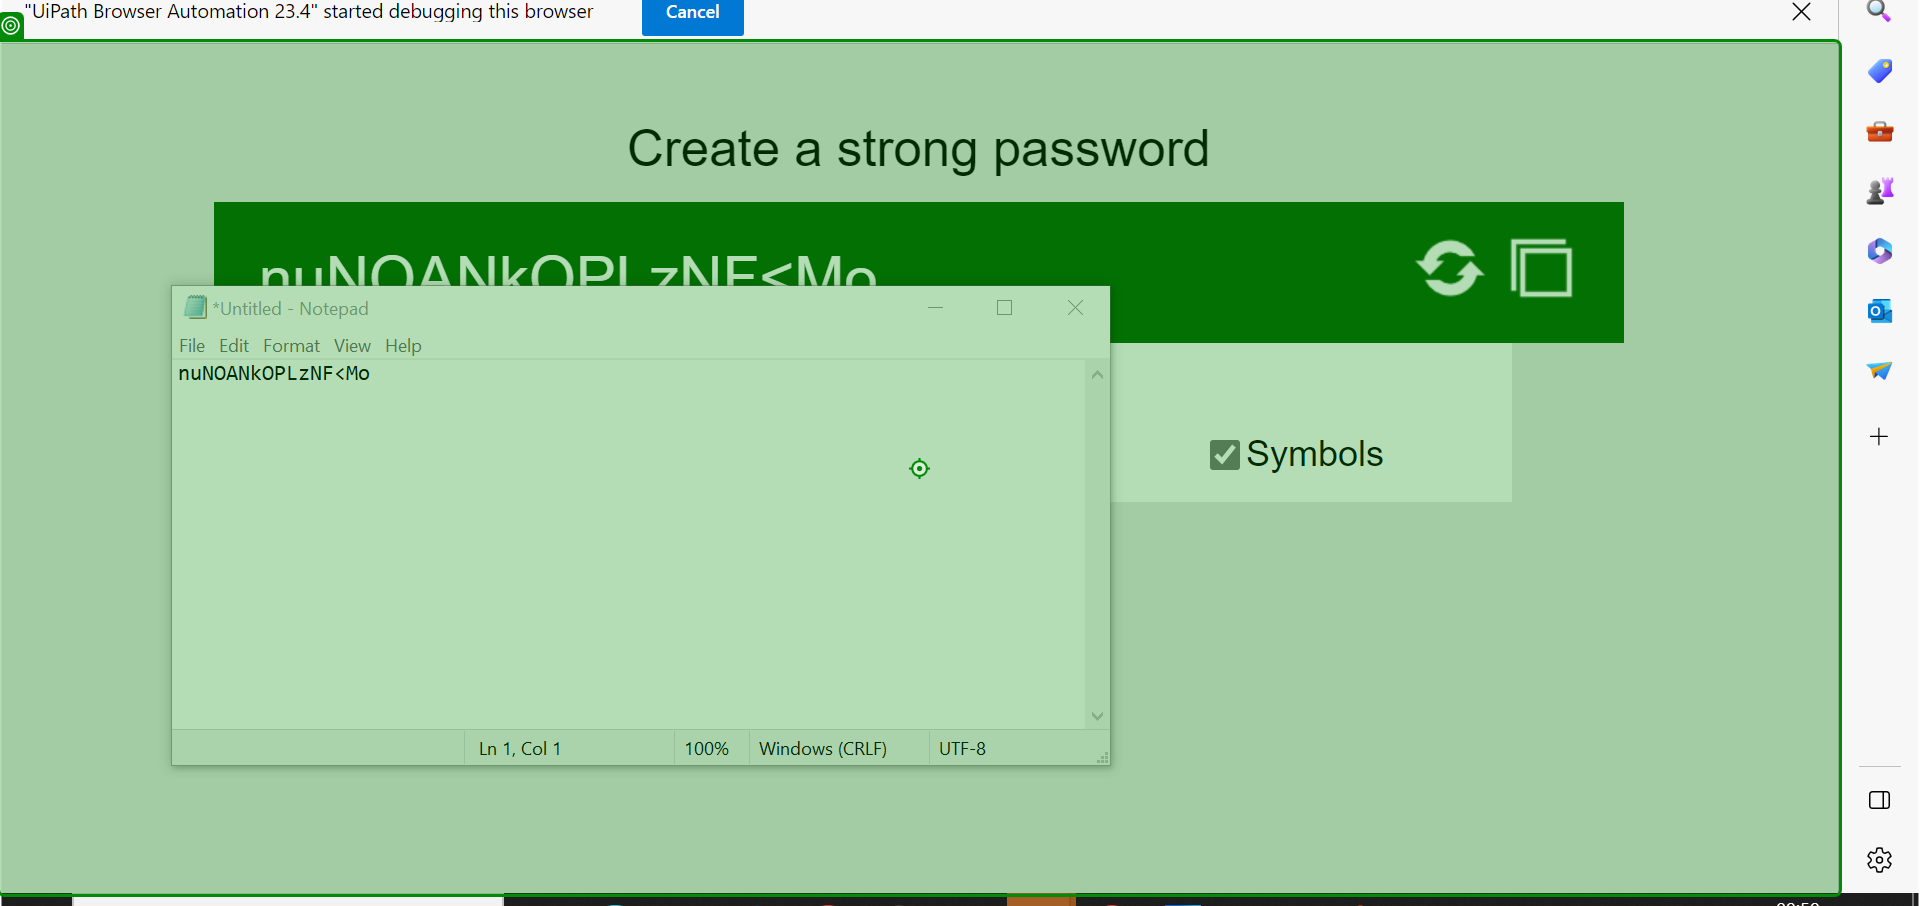 "UiPath Browser Automation 23.4" started debugging this browser
Cancel
Create a strong password
nuNOANkOPLzNF<Mo
*Untitled - Notepad
File Edit Format View Help
nuNOANkOPLzNF<Mo
Symbols
Ln 1, Col 1
100%
Windows (CRLF)
UTF-8